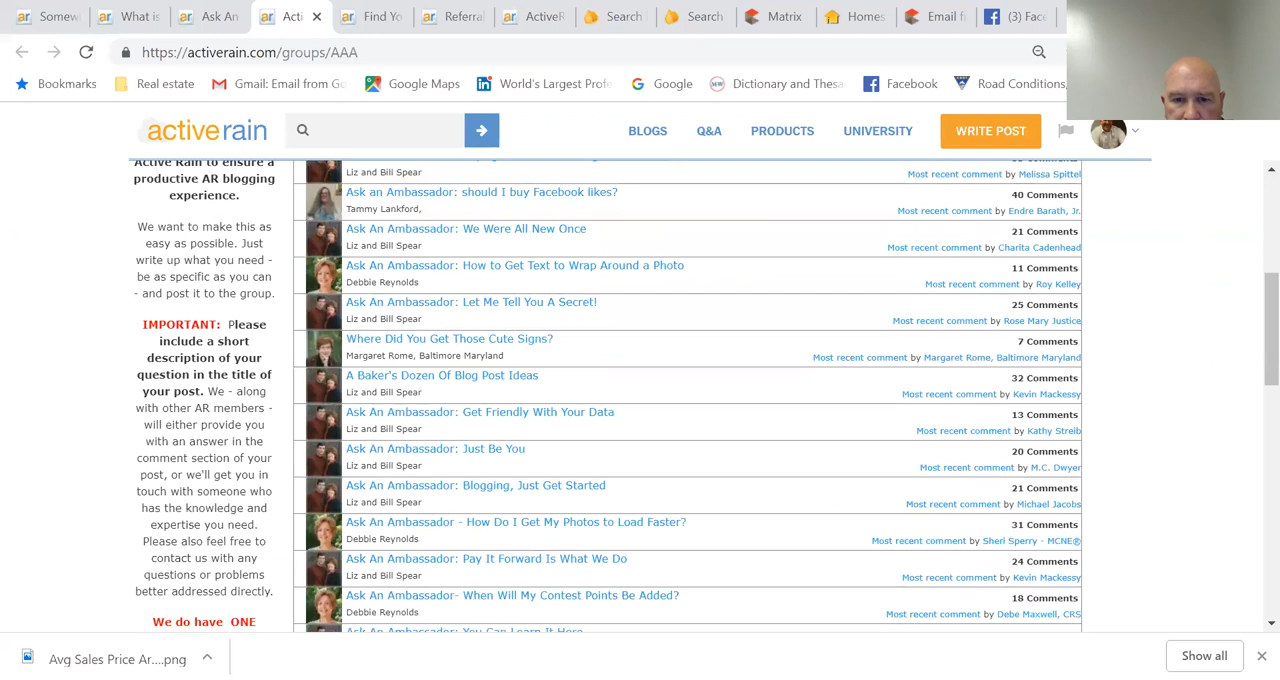 Somew
What is
Ask An
Acti
Find Yo
Referra
ActiveR
Search
Search
Matrix
Homes
Email f
(3) Face
https://activerain.com/groups/AAA
Bookmarks
Real estate
Gmail: Email from Go
Google Maps
World's Largest Profe
Google
Dictionary and Thesa
Facebook
Road Conditions,
activerain
BLOGS
Q&A
PRODUCTS
UNIVERSITY
WRITE POST
Active Rain to ensure a
productive AR blogging
experience.
We want to make this as
easy as possible. Just
write up what you need -
be as specific as you can
- and post it to the group.
IMPORTANT: Please
include a short
description of your
question in the title of
your post. We - along
with other AR members -
will either provide you
with an answer in the
comment section of your
post, or we'll get you in
touch with someone who
has the knowledge and
expertise you need.
Please also feel free to
contact us with any
questions or problems
better addressed directly.
We do have ONE
Liz and Bill Spear
Most recent comment by Melissa Spittel
Ask an Ambassador: should I buy Facebook likes?
40 Comments
Tammy Lankford,
Most recent comment by Endre Barath, Jr.
Ask An Ambassador: We Were All New Once
21 Comments
Liz and Bill Spear
Most recent comment by Charita Cadenhead
Ask An Ambassador: How to Get Text to Wrap Around a Photo
11 Comments
Debbie Reynolds
Most recent comment by Roy Kelley
Ask An Ambassador: Let Me Tell You A Secret!
25 Comments
Liz and Bill Spear
Most recent comment by Rose Mary Justice
Where Did You Get Those Cute Signs?
7 Comments
Margaret Rome, Baltimore Maryland
Most recent comment by Margaret Rome, Baltimore Maryland
A Baker's Dozen Of Blog Post Ideas
32 Comments
Liz and Bill Spear
Most recent comment by Kevin Mackessy
Ask An Ambassador: Get Friendly With Your Data
13 Comments
Liz and Bill Spear
Most recent comment by Kathy Streib
Ask An Ambassador: Just Be You
20 Comments
Liz and Bill Spear
Most recent comment by M.C. Dwyer
Ask An Ambassador: Blogging, Just Get Started
21 Comments
Liz and Bill Spear
Most recent comment by Michael Jacobs
Ask An Ambassador - How Do I Get My Photos to Load Faster?
31 Comments
Debbie Reynolds
Most recent comment by Sheri Sperry - MCNE®
Ask An Ambassador: Pay It Forward Is What We Do
24 Comments
Liz and Bill Spear
Most recent comment by Kevin Mackessy
Ask An Ambassador- When Will My Contest Points Be Added?
18 Comments
Debbie Reynolds
Most recent comment by Debe Maxwell, CRS
Ask An Ambassador: You Can Learn It Here
Avg Sales Price Ar....png
Show all